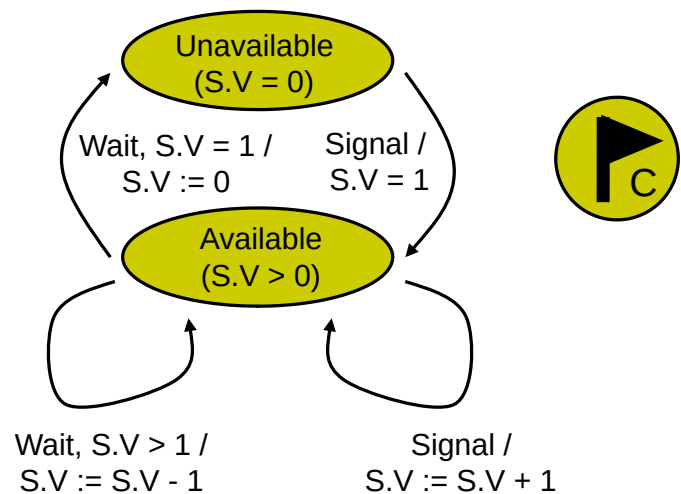 Unavailable
(S.V = 0)
Wait, S.V = 1 /
S.V := 0
Signal /
S.V = 1
C
Available
(S.V > 0)
Wait, S.V > 1 /
S.V := S.V - 1
Signal /
S.V := S.V + 1